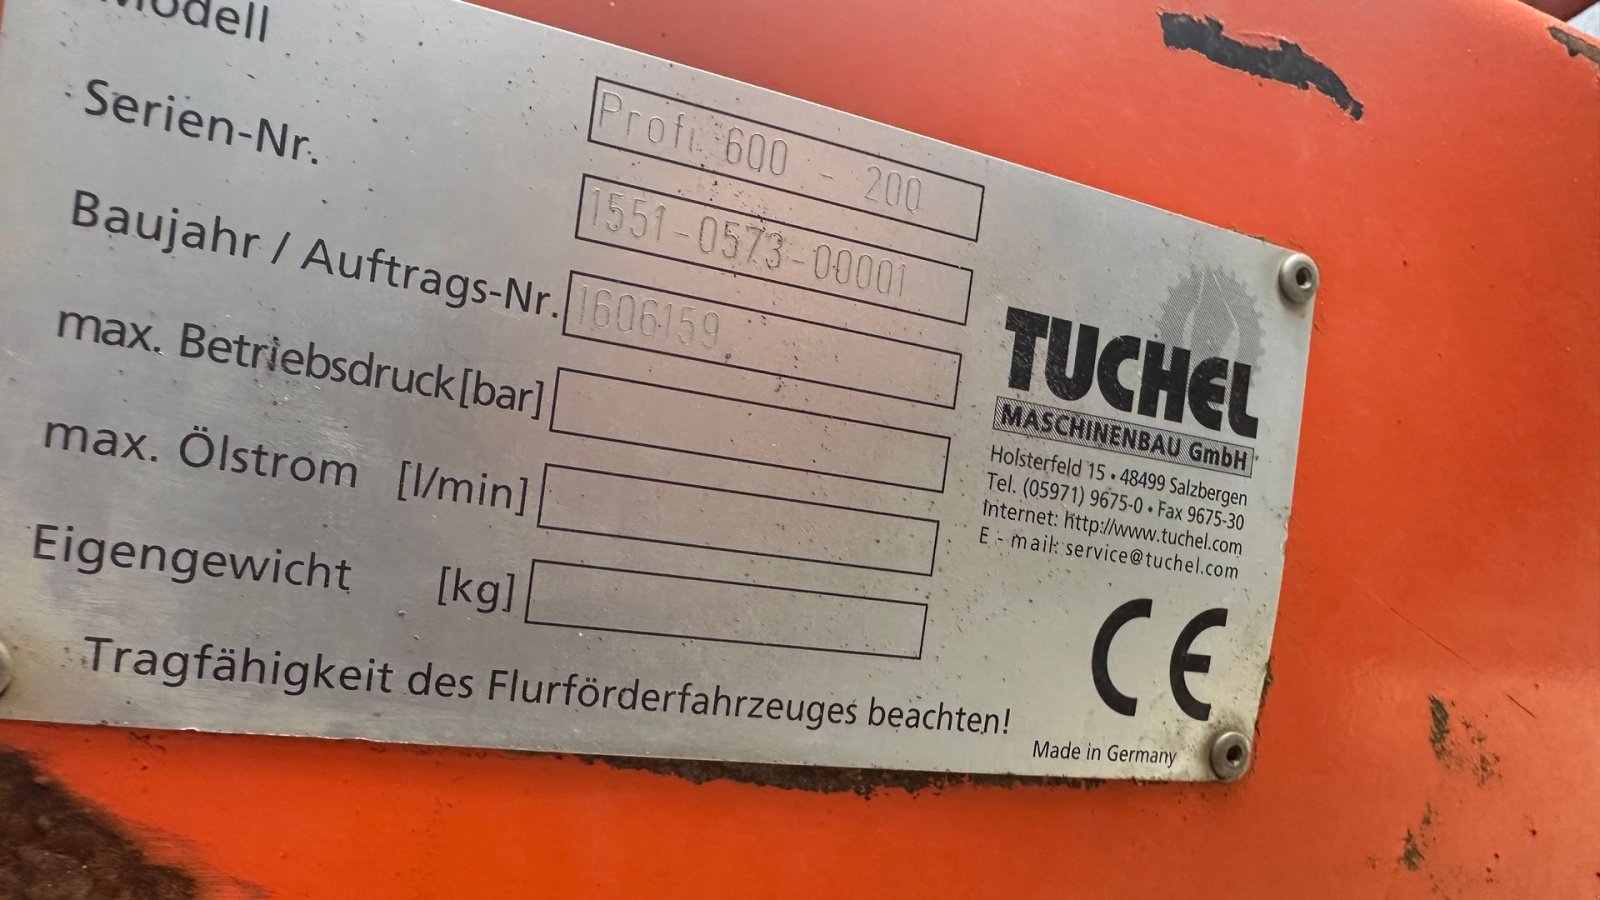 Modell Profi 600 - 200
Serien-Nr. 1551-0573-00001
Baujahr / Auftrags-Nr. 1606159
max. Betriebsdruck[bar]
max. Ölstrom [l/min]
Eigengewicht [kg]
Tragfähigkeit des Flurförderfahrzeuges beachten!
TUCHEL
MASCHINENBAU GmbH
Holsterfeld 15 • 48499 Salzbergen
Tel. (05971) 9675-0 • Fax 9675-30
Internet: http://www.tuchel.com
E - mail: service@tuchel.com
CE
Made in Germany